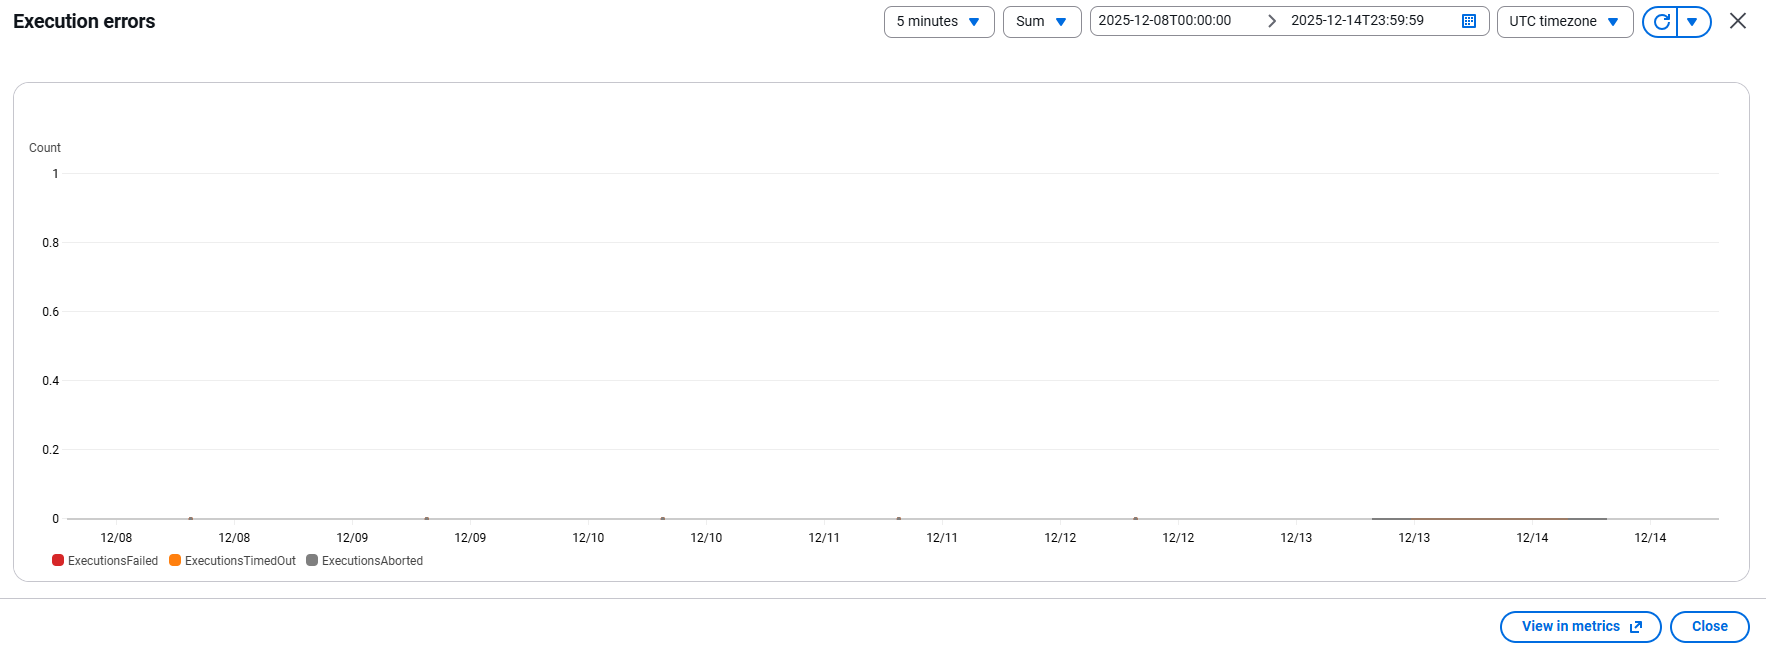 Execution errors
5 minutes
Sum
2025-12-08T00:00:00
2025-12-14T23:59:59
UTC timezone
Count
1
0.8
0.6
0.4
0.2
0
12/08 12/08 12/09 12/09 12/10 12/10 12/11 12/11 12/12 12/12 12/13 12/13 12/14 12/14
ExecutionsFailed ExecutionsTimedOut ExecutionsAborted
View in metrics
Close